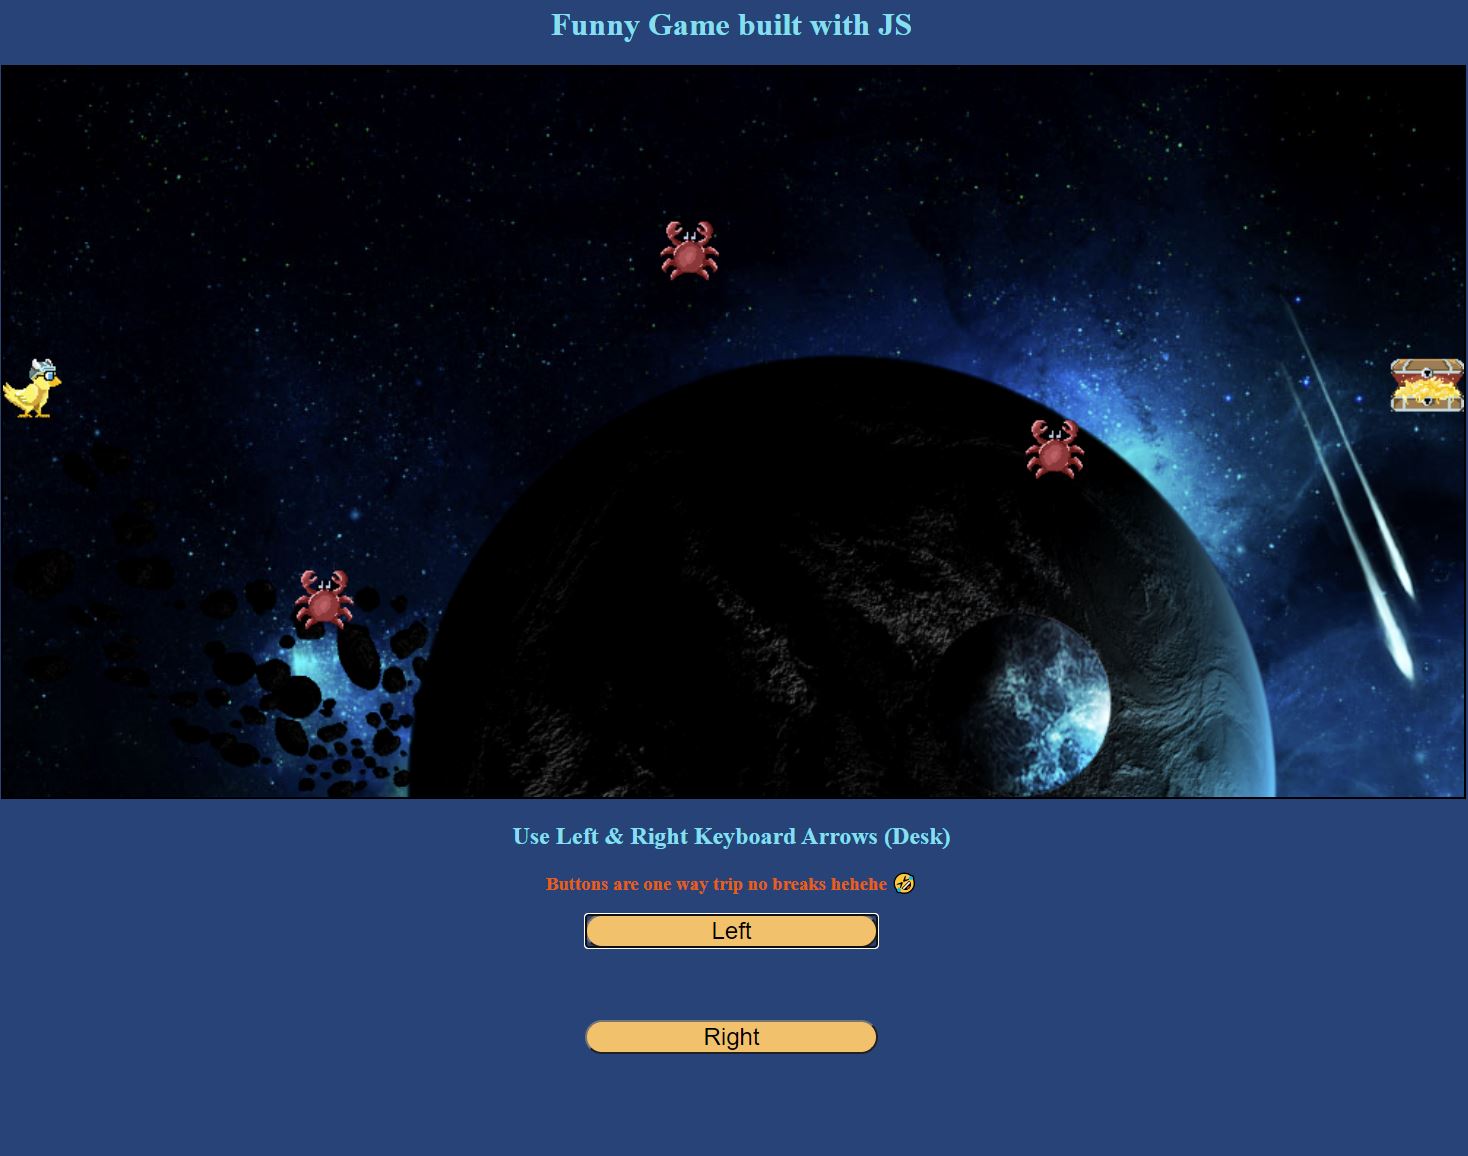 Funny Game built with JS
Use Left & Right Keyboard Arrows (Desk)
Buttons are one way trip no breaks hehehe 🤣
Left
Right